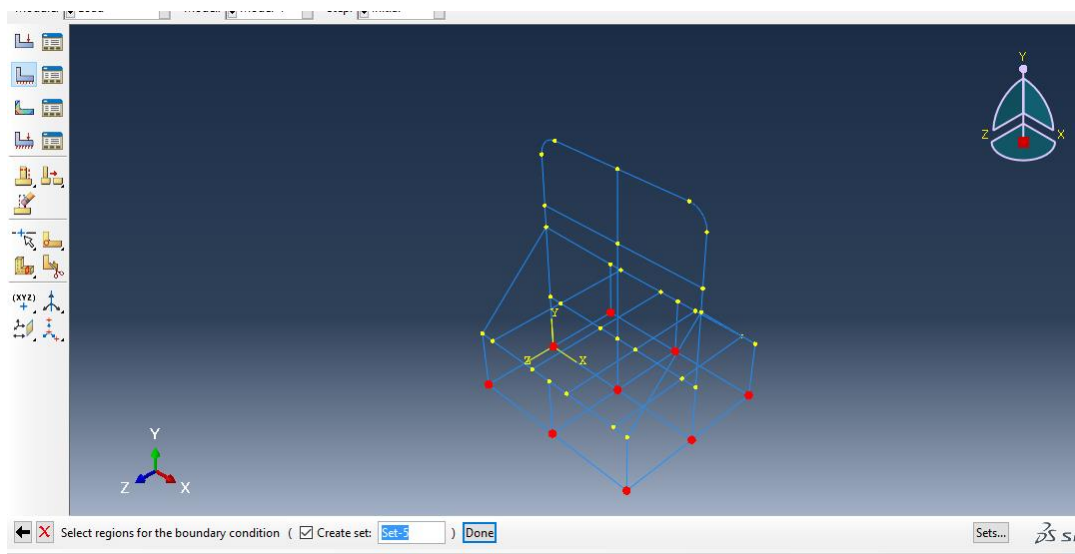 Y
Z X
(XYZ)
Y
Z X
Y
Z X
Select regions for the boundary condition ( Create set: Set-5 ) Done Sets...